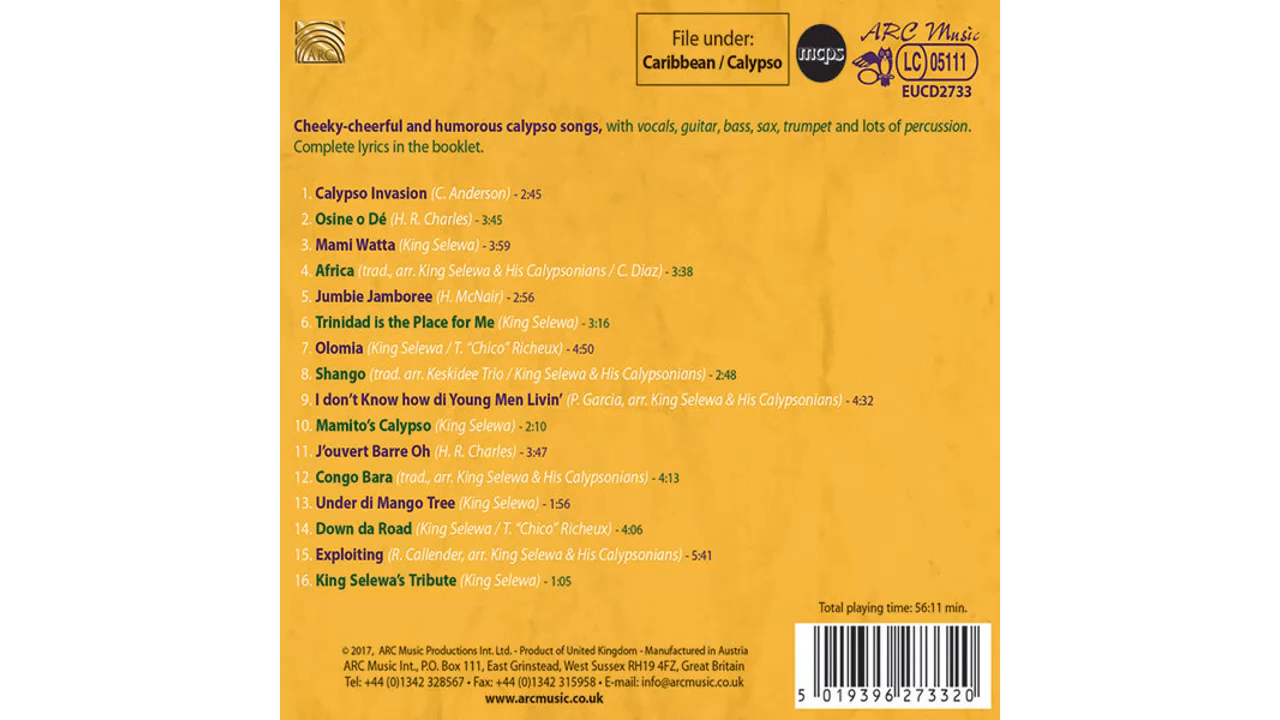 ARC
File under:
Caribbean / Calypso
mcps
ARC Music
LC 05111
EUCD2733
Cheeky-cheerful and humorous calypso songs, with vocals, guitar, bass, sax, trumpet and lots of percussion.
Complete lyrics in the booklet.
1. Calypso Invasion (C. Anderson) - 2:45
2. Osine o Dé (H. R. Charles) - 3:45
3. Mami Watta (King Selewa) - 3:59
4. Africa (trad., arr. King Selewa & His Calypsonians / C. Diaz) - 3:38
5. Jumbie Jamboree (H. McNair) - 2:56
6. Trinidad is the Place for Me (King Selewa) - 3:16
7. Olomia (King Selewa / T. “Chico” Richeux) - 4:50
8. Shango (trad. arr. Keskidee Trio / King Selewa & His Calypsonians) - 2:48
9. I don’t Know how di Young Men Livin’ (P. Garcia, arr. King Selewa & His Calypsonians) - 4:32
10. Mamito’s Calypso (King Selewa) - 2:10
11. J’ouvert Barre Oh (H. R. Charles) - 3:47
12. Congo Bara (trad., arr. King Selewa & His Calypsonians) - 4:13
13. Under di Mango Tree (King Selewa) - 1:56
14. Down da Road (King Selewa / T. “Chico” Richeux) - 4:06
15. Exploiting (R. Callender, arr. King Selewa & His Calypsonians) - 5:41
16. King Selewa’s Tribute (King Selewa) - 1:05
Total playing time: 56:11 min.
© 2017, ARC Music Productions Int. Ltd. - Product of United Kingdom - Manufactured in Austria
ARC Music Int., P.O. Box 111, East Grinstead, West Sussex RH19 4FZ, Great Britain
Tel: +44 (0)1342 328567 • Fax: +44 (0)1342 315958 • E-mail: info@arcmusic.co.uk
www.arcmusic.co.uk
5 019396 273320